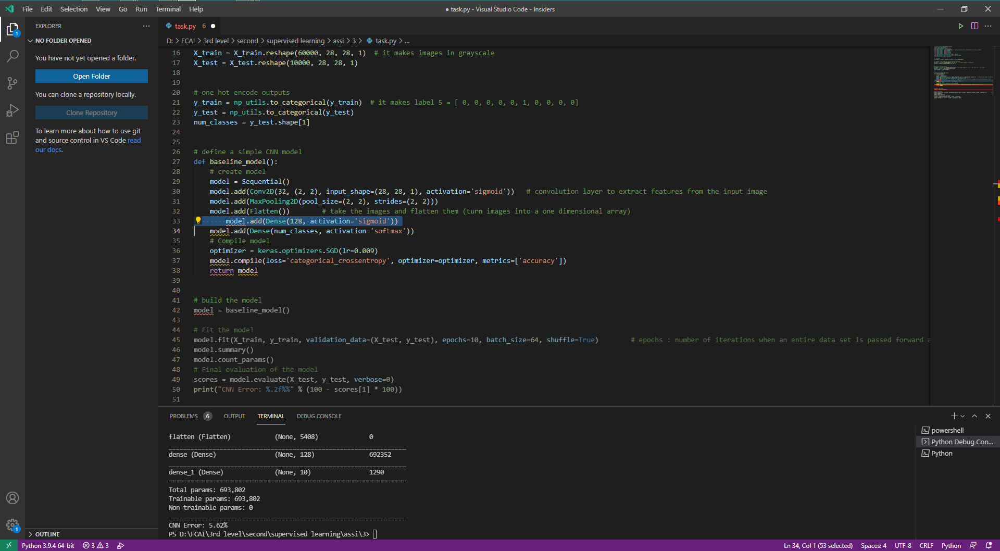 File Edit Selection View Go Run Terminal Help
● task.py - Visual Studio Code - Insiders
EXPLORER
task.py 6
NO FOLDER OPENED
D: > FCAI > 3rd level > second > supervised learning > assi > 3 > task.py > ...
You have not yet opened a folder.
Open Folder
You can clone a repository locally.
Clone Repository
To learn more about how to use git
and source control in VS Code read
our docs.
1
16 X_train = X_train.reshape(60000, 28, 28, 1)  # it makes images in grayscale
17 X_test = X_test.reshape(10000, 28, 28, 1)
18
19
20 # one hot encode outputs
21 y_train = np_utils.to_categorical(y_train)  # it makes label 5 = [ 0, 0, 0, 0, 0, 1, 0, 0, 0, 0]
22 y_test = np_utils.to_categorical(y_test)
23 num_classes = y_test.shape[1]
24
25
26 # define a simple CNN model
27 def baseline_model():
28     # create model
29     model = Sequential()
30     model.add(Conv2D(32, (2, 2), input_shape=(28, 28, 1), activation='sigmoid'))   # convolution layer to extract features from the input image
31     model.add(MaxPooling2D(pool_size=(2, 2), strides=(2, 2)))
32     model.add(Flatten())        # take the images and flatten them (turn images into a one dimensional array)
33         model.add(Dense(128, activation='sigmoid'))
34     model.add(Dense(num_classes, activation='softmax'))
35     # Compile model
36     optimizer = keras.optimizers.SGD(lr=0.009)
37     model.compile(loss='categorical_crossentropy', optimizer=optimizer, metrics=['accuracy'])
38     return model
39
40
41 # build the model
42 model = baseline_model()
43
44 # Fit the model
45 model.fit(X_train, y_train, validation_data=(X_test, y_test), epochs=10, batch_size=64, shuffle=True)        # epochs : number of iterations when an entire data set is passed forward a
46 model.summary()
47 model.count_params()
48 # Final evaluation of the model
49 scores = model.evaluate(X_test, y_test, verbose=0)
50 print("CNN Error: %.2f%%" % (100 - scores[1] * 100))
51
PROBLEMS 6 OUTPUT TERMINAL DEBUG CONSOLE
flatten (Flatten) (None, 5408) 0
dense (Dense) (None, 128) 692352
dense_1 (Dense) (None, 10) 1290
Total params: 693,802
Trainable params: 693,802
Non-trainable params: 0
CNN Error: 5.62%
PS D:\FCAI\3rd level\second\supervised learning\assi\3>
powershell
Python Debug Con...
Python
1
OUTLINE
Python 3.9.4 64-bit 3 3
Ln 34, Col 1 (53 selected) Spaces: 4 UTF-8 CRLF Python